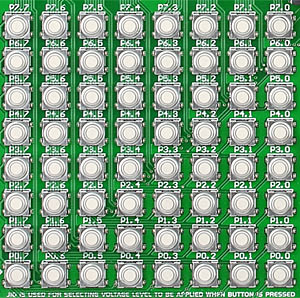 P7.7 P7.6 P7.5 P7.4 P7.3 P7.2 P7.1 P7.0
P6.7 P6.6 P6.5 P6.4 P6.3 P6.2 P6.1 P6.0
P5.7 P5.6 P5.5 P5.4 P5.3 P5.2 P5.1 P5.0
P4.7 P4.6 P4.5 P4.4 P4.3 P4.2 P4.1 P4.0
P3.7 P3.6 P3.5 P3.4 P3.3 P3.2 P3.1 P3.0
P2.7 P2.6 P2.5 P2.4 P2.3 P2.2 P2.1 P2.0
P1.7 P1.6 P1.5 P1.4 P1.3 P1.2 P1.1 P1.0
P0.7 P0.6 P0.5 P0.4 P0.3 P0.2 P0.1 P0.0
IS USED FOR SELECTING VOLTAGE LEVEL TO BE APPLIED WHEN BUTTON IS PRESSED